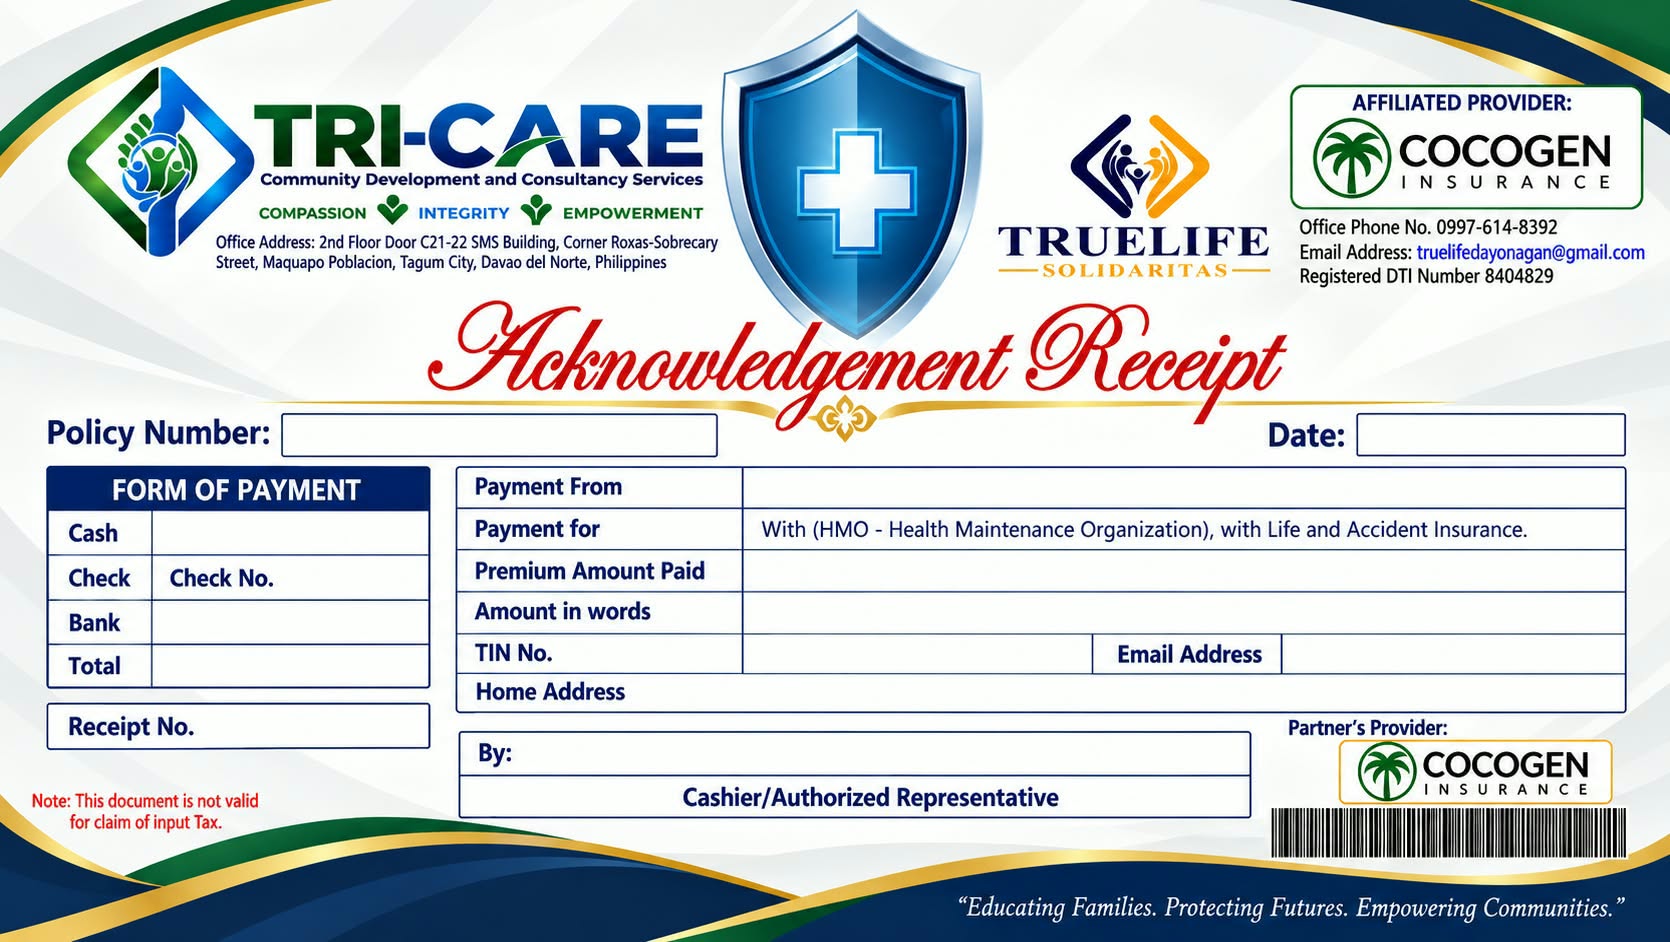 TRI-CARE
Community Development and Consultancy Services
COMPASSION INTEGRITY EMPOWERMENT
Office Address: 2nd Floor Door C21-22 SMS Building, Corner Roxas-Sobrecary
Street, Maquapo Poblacion, Tagum City, Davao del Norte, Philippines
TRUELIFE
SOLIDARITAS
AFFILIATED PROVIDER:
COCOGEN
INSURANCE
Office Phone No. 0997-614-8392
Email Address: truelifedayonagan@gmail.com
Registered DTI Number 8404829
Acknowledgement Receipt
Policy Number:
Date:
FORM OF PAYMENT
Cash
Check Check No.
Bank
Total
Receipt No.
Payment From
Payment for With (HMO - Health Maintenance Organization), with Life and Accident Insurance.
Premium Amount Paid
Amount in words
TIN No. Email Address
Home Address
By:
Cashier/Authorized Representative
Partner's Provider:
COCOGEN
INSURANCE
Note: This document is not valid
for claim of input Tax.
"Educating Families. Protecting Futures. Empowering Communities."